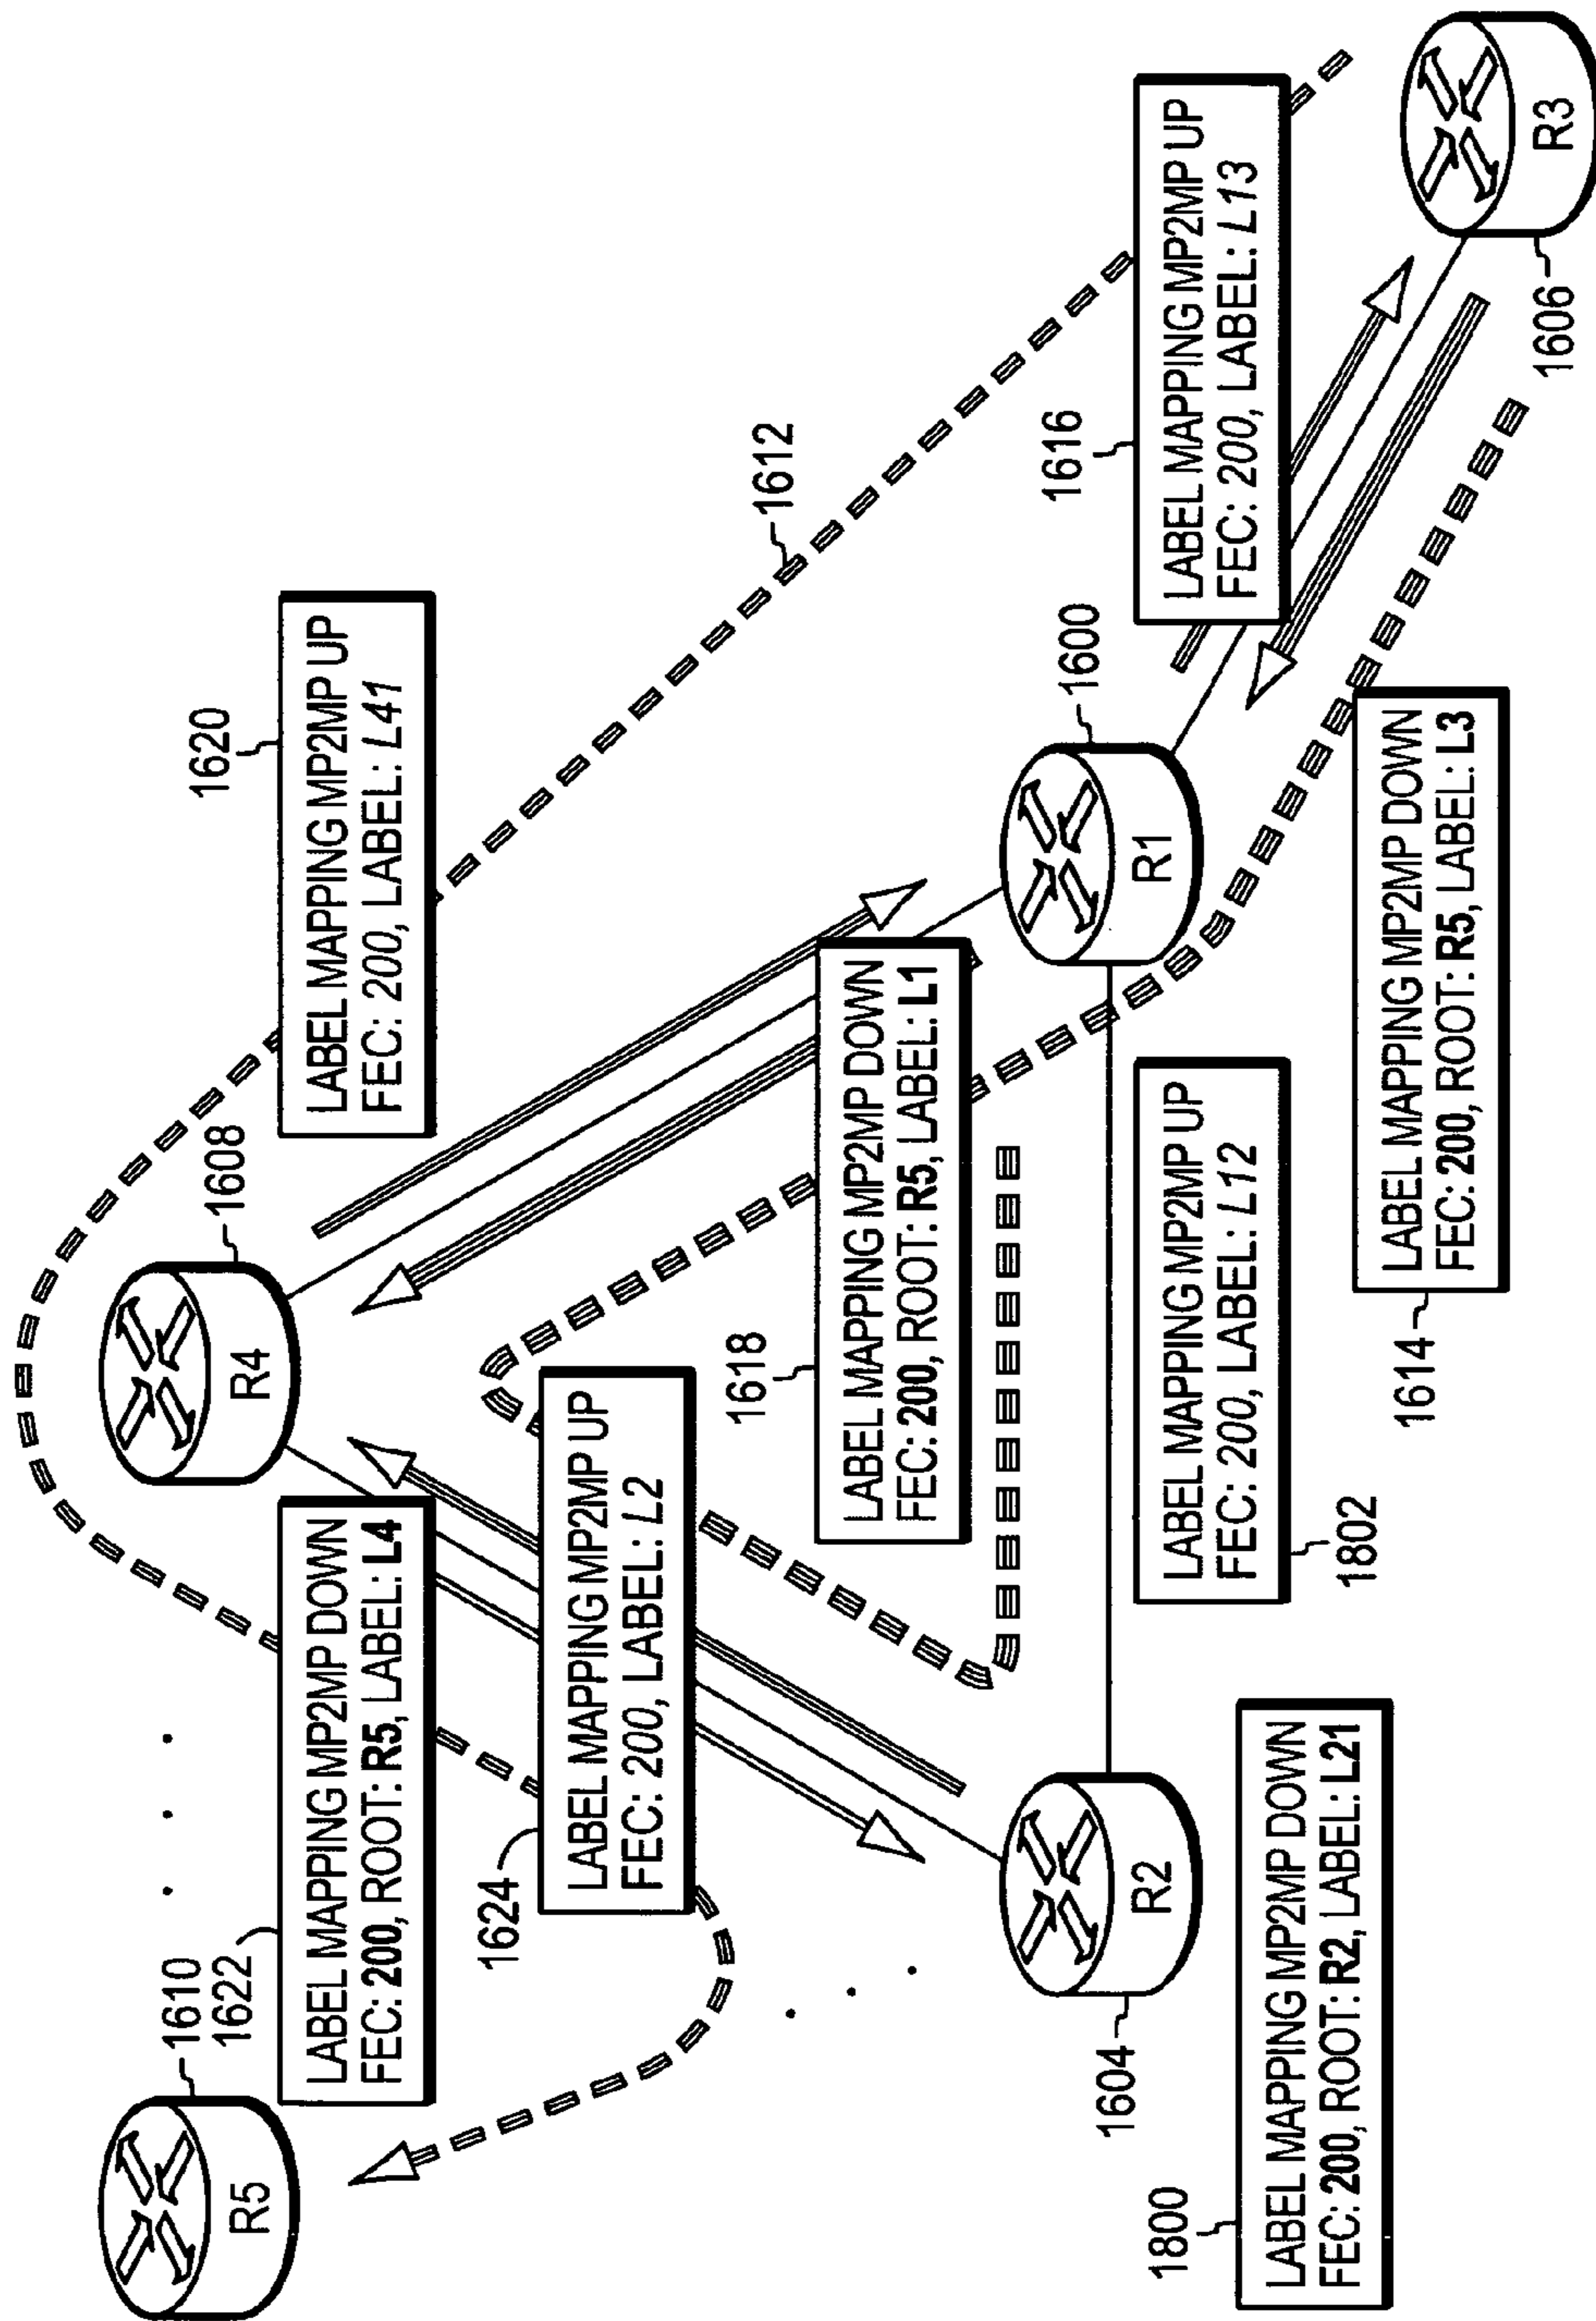 1610
1622
R5
LABEL MAPPING MP2MP DOWN
FEC: 200, ROOT: R5, LABEL: L4
R4
1608
1620
LABEL MAPPING MP2MP UP
FEC: 200, LABEL: L41
1612
1624
LABEL MAPPING MP2MP UP
FEC: 200, LABEL: L2
1618
LABEL MAPPING MP2MP DOWN
FEC: 200, ROOT: R5, LABEL: L1
1604
R2
R1
1600
1616
LABEL MAPPING MP2MP UP
FEC: 200, LABEL: L13
1800
LABEL MAPPING MP2MP DOWN
FEC: 200, ROOT: R2, LABEL: L21
LABEL MAPPING MP2MP UP
FEC: 200, LABEL: L12
1802
1614
LABEL MAPPING MP2MP DOWN
FEC: 200, ROOT: R5, LABEL: L3
1606
R3